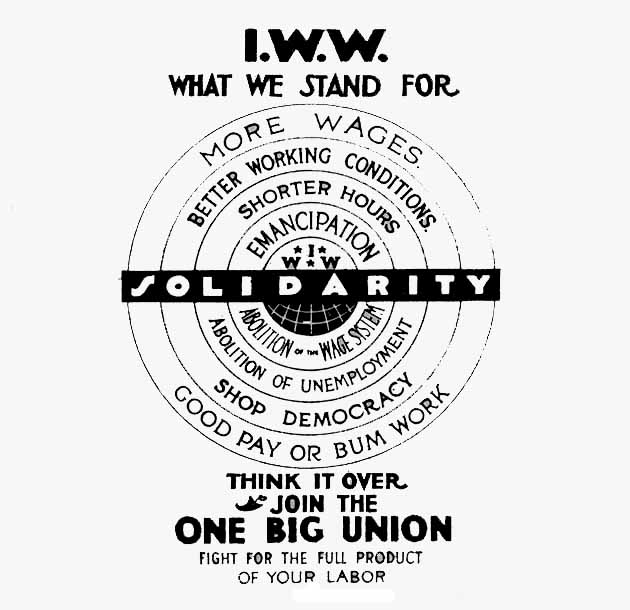 I.W.W.
WHAT WE STAND FOR
MORE WAGES
BETTER WORKING CONDITIONS.
SHORTER HOURS
EMANCIPATION
I
W W
SOLIDARITY
ABOLITION OF THE WAGE SYSTEM
ABOLITION OF UNEMPLOYMENT
SHOP DEMOCRACY
GOOD PAY OR BUM WORK
THINK IT OVER
JOIN THE
ONE BIG UNION
FIGHT FOR THE FULL PRODUCT
OF YOUR LABOR